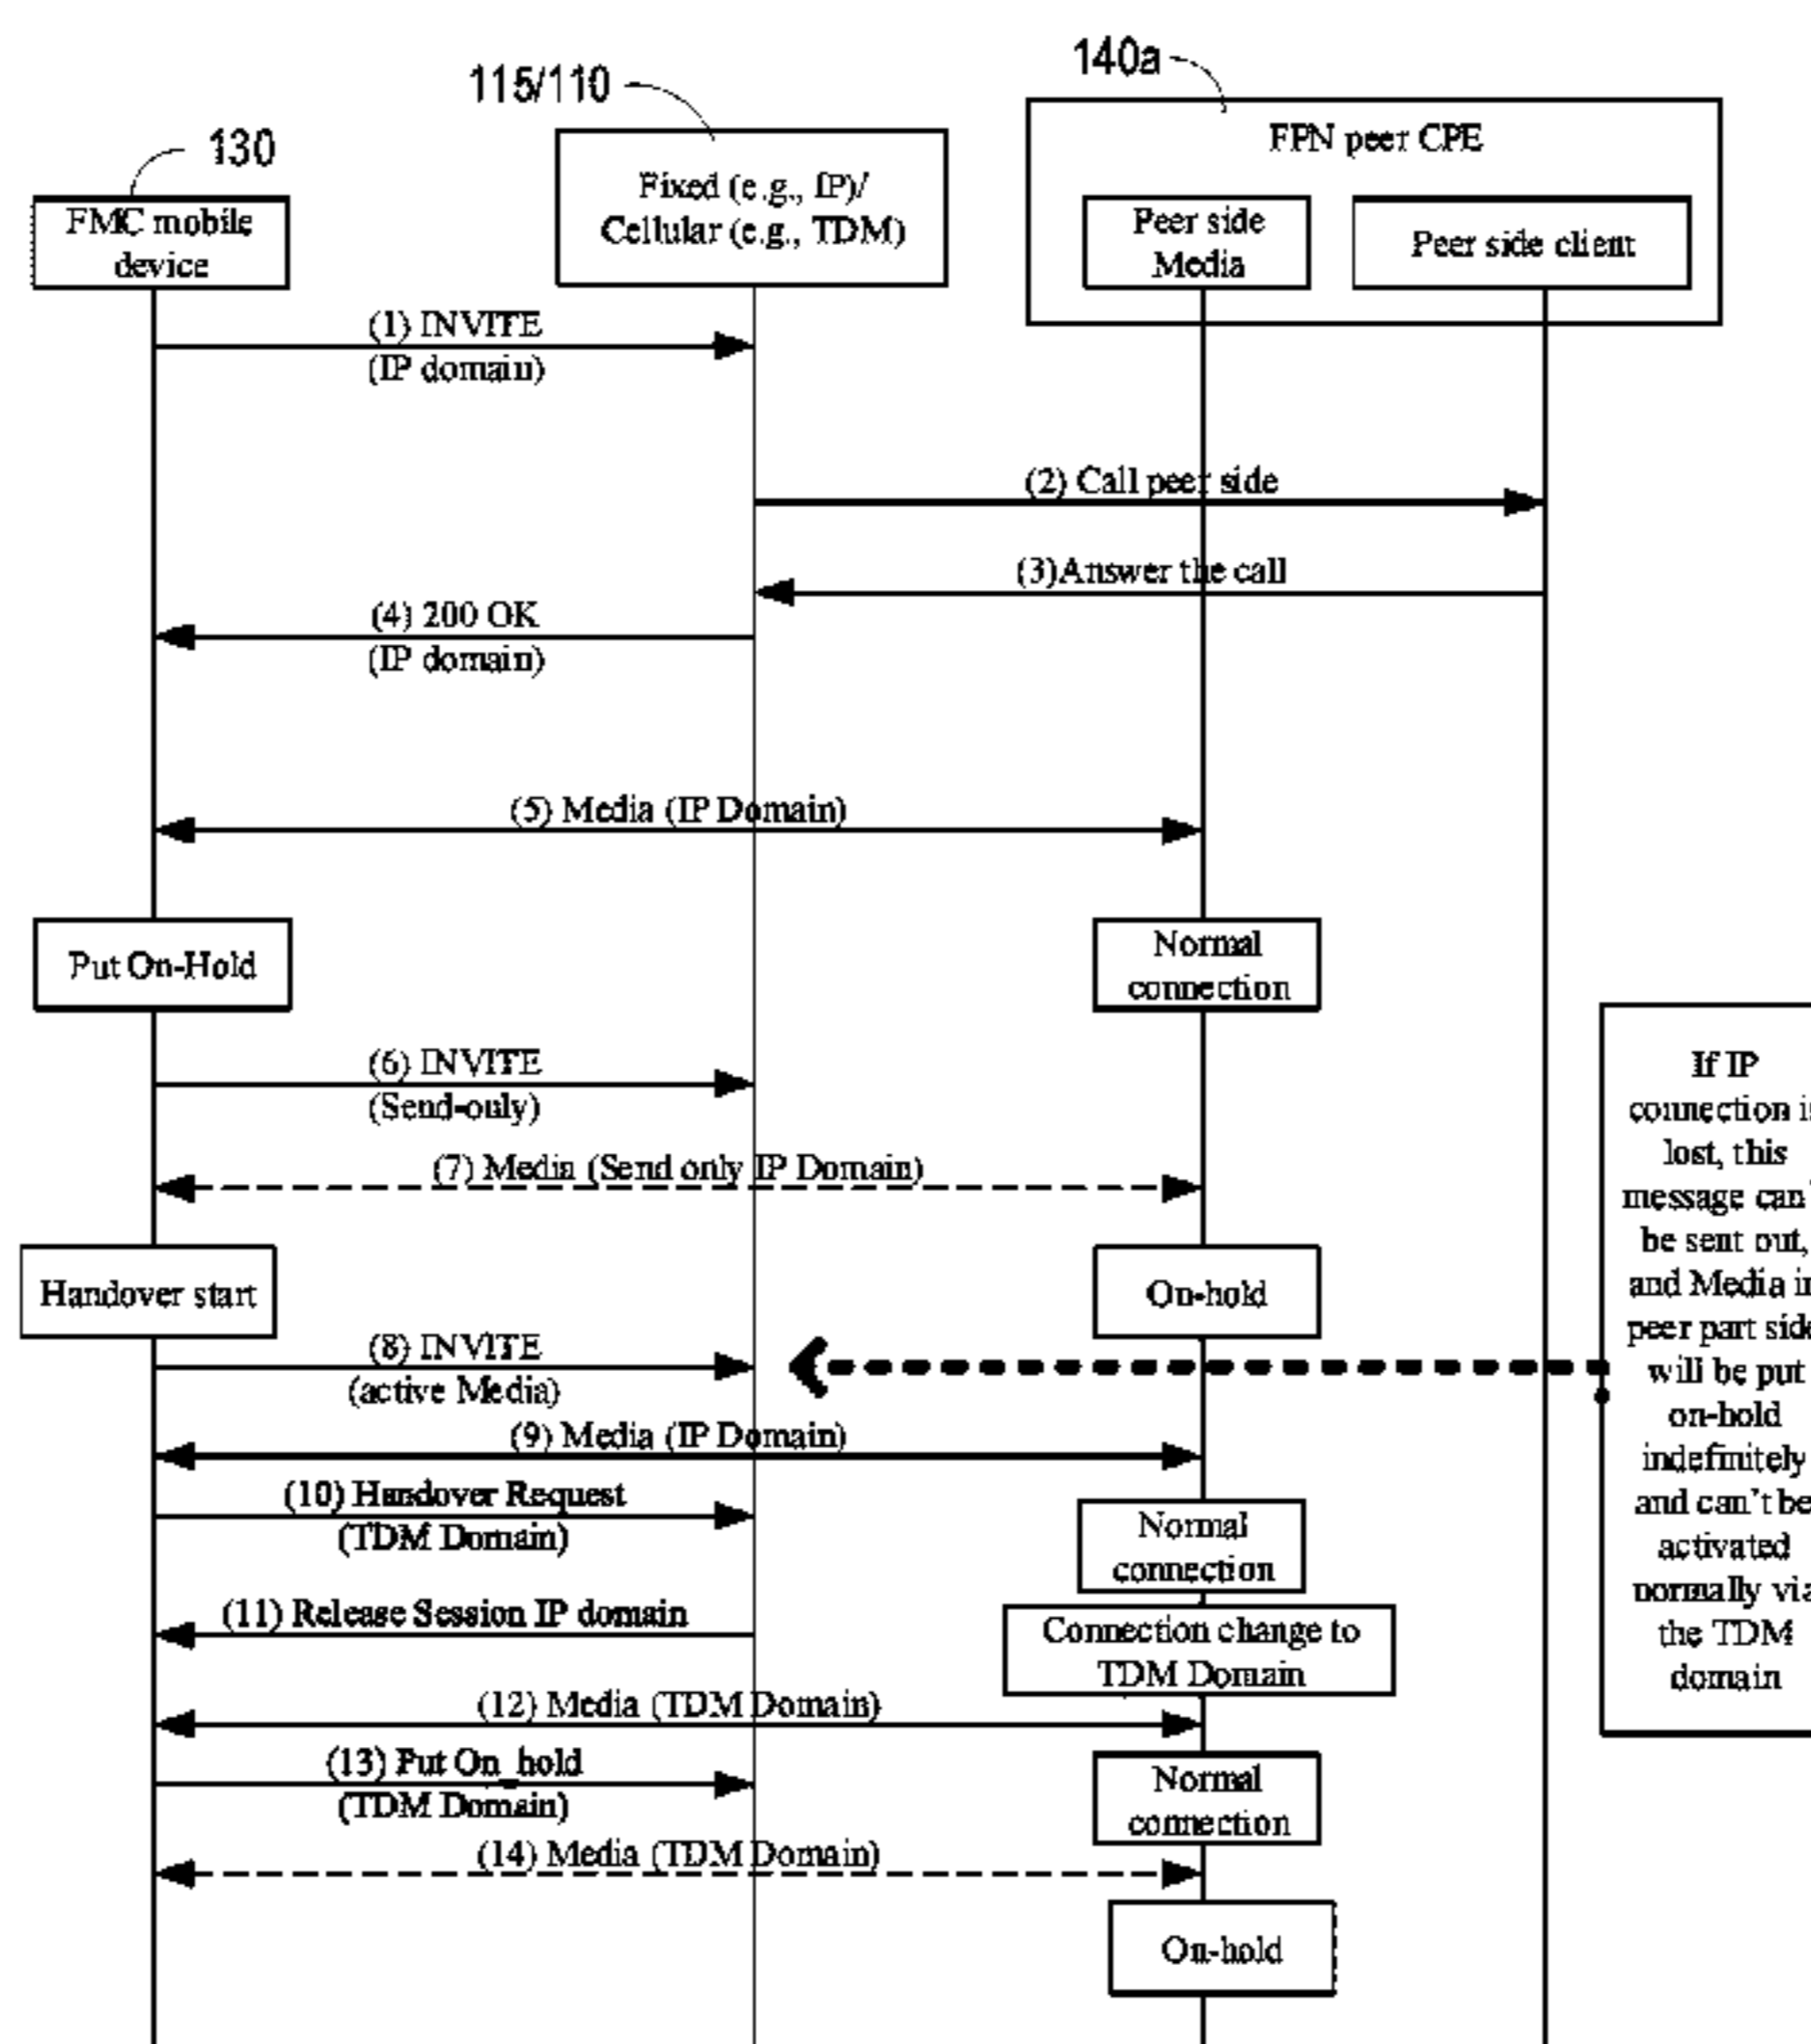 140a
115/110
130
FPN peer CPE
Fixed (e.g., IP)/
Cellular (e.g., TDM)
FMC mobile
device
Peer side
Media
Peer side client
(1) INVITE
(IP domain)
(2) Call peer side
(3)Answer the call
(4) 200 OK
(IP domain)
(5) Media (IP Domain)
Put On-Hold
Normal
connection
(6) INVITE
(Send-only)
(7) Media (Send only IP Domain)
Handover start
On-hold
(8) INVITE
(active Media)
(9) Media (IP Domain)
(10) Handover Request
(TDM Domain)
Normal
connection
(11) Release Session IP domain
Connection change to
TDM Domain
(12) Media (TDM Domain)
(13) Put On_hold
(TDM Domain)
Normal
connection
(14) Media (TDM Domain)
On-hold
If IP
connection is
lost, this
message can'
be sent out,
and Media in
peer part side
will be put
on-hold
indefinitely
and can't be
activated
normally via
the TDM
domain